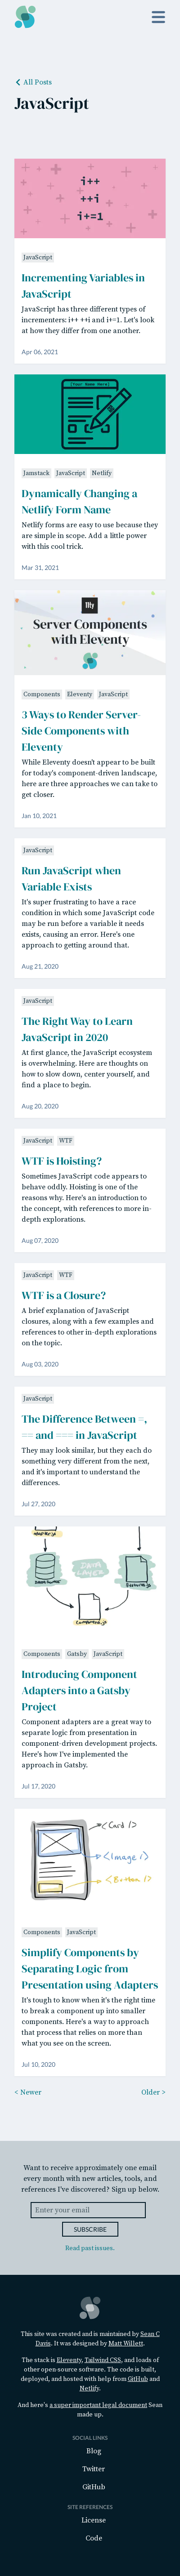 All Posts
JavaScript
i++
++i
i+=1
JavaScript
Incrementing Values in
JavaScript
JavaScript has three different types of
incrementers: i++ ++i and i+=1. Let's look
at how they differ from one another.
Apr 06, 2021
[Your Game Here]
Jamstack JavaScript Netlify
Dynamically Changing a
Netlify Form Name
Netlify forms are easy to use because they
are simple in scope. Add a little power
with this cool trick.
Mar 31, 2021
11ty
Server Components
with Eleventy
Components Eleventy JavaScript
3 Ways to Render Server-
Side Components with
Eleventy
While Eleventy doesn't appear to be built
for today's component-driven landscape,
here are three approaches we can take to
get closer.
Jan 10, 2021
JavaScript
Run JavaScript when
Variable Exists
It's super frustrating to have a race
condition in which some JavaScript code
may be run before a variable it needs
exists, causing an error. Here's one
approach to getting around that.
Aug 21, 2020
JavaScript
The Right Way to Learn
JavaScript in 2020
At first glance, the JavaScript ecosystem
is overwhelming. Here are thoughts on
how to slow down, center yourself, and
find a place to begin.
Aug 20, 2020
JavaScript WTF
WTF is Hoisting?
Sometimes JavaScript code appears to
behave oddly. Hoisting is one of the
reasons why. Here's an introduction to
the concept, with references to more in-
depth explorations.
Aug 07, 2020
JavaScript WTF
WTF is a Closure?
A brief explanation of JavaScript
closures, along with a few examples and
references to other in-depth explorations
on the topic.
Aug 03, 2020
JavaScript
The Difference Between =,
== and === in JavaScript
They may look similar, but they each do
something very different from the next,
and it's important to understand the
differences.
Jul 27, 2020
adapter.js
component.js
Components Gatsby JavaScript
Introducing Component
Adapters into a Gatsby
Project
Component adapters are a great way to
separate logic from presentation in
component-driven development projects.
Here's how I've implemented the
approach in Gatsby.
Jul 17, 2020
<Card />
<Image />
<Button />
Components JavaScript
Simplify Components by
Separating Logic from
Presentation using Adapters
It's tough to know when it's the right time
to break a component up into smaller
components. Here's a way to approach
that process that relies on more than
what you see on the screen.
Jul 10, 2020
< Newer Older >
Want to receive approximately one email
every month with new articles, tools, and
references I've discovered? Sign up below.
Enter your email
SUBSCRIBE
Read past issues.
This site was created and is maintained by Sean C
Davis. It was designed by Matt Willett.
The stack is Eleventy, Tailwind CSS, and loads of
other open-source software. The code is built,
deployed, and hosted with help from GitHub and
Netlify.
And here's a super important legal document Sean
made up.
SOCIAL LINKS
Blog
Twitter
GitHub
SITE REFERENCES
License
Code